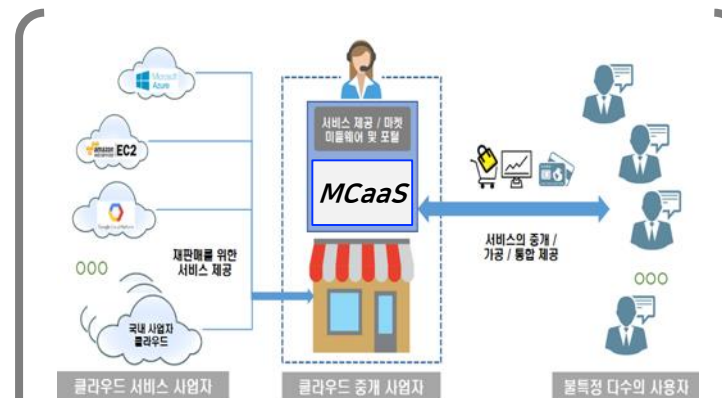 Microsoft
Azure
amazon
EC2
Google Cloud Platform
재판매를 위한
서비스 제공
국내 사업자
클라우드
클라우드 서비스 사업자
서비스 제공 / 마켓
미들웨어 및 포털
MCaaS
클라우드 중개 사업자
서비스의 중개 /
가공 / 통합 제공
불특정 다수의 사용자